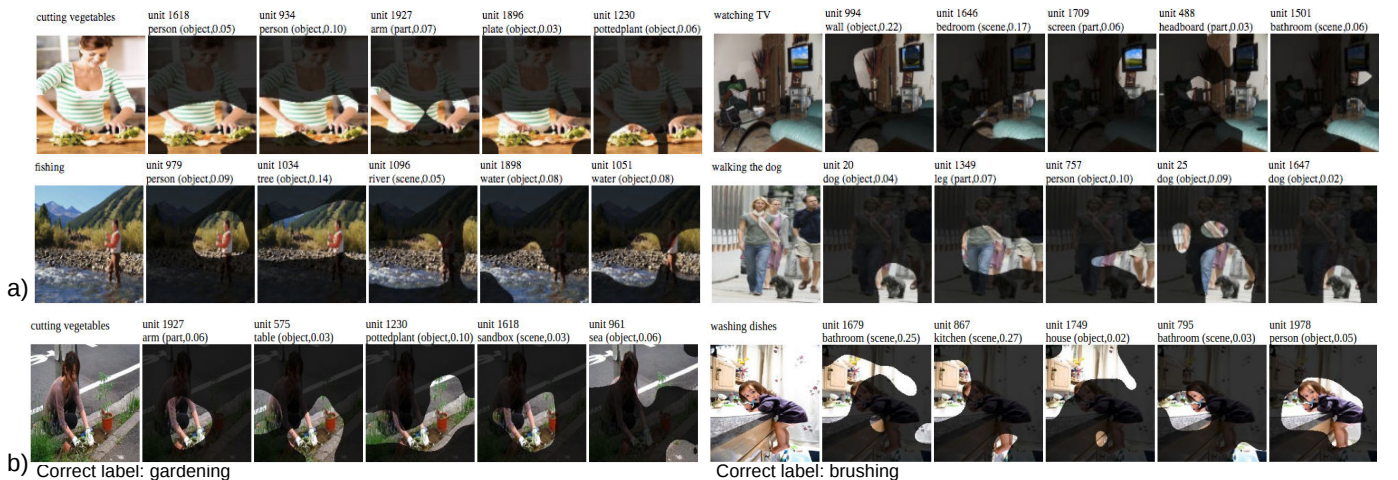 cutting vegetables
unit 1618
person (object,0.05)
unit 934
person (object,0.10)
unit 1927
arm (part,0.07)
unit 1896
plate (object,0.03)
unit 1230
pottedplant (object,0.06)
watching TV
unit 994
wall (object,0.22)
unit 1646
bedroom (scene,0.17)
unit 1709
screen (part,0.06)
unit 488
headboard (part,0.03)
unit 1501
bathroom (scene,0.06)
fishing
unit 979
person (object,0.09)
unit 1034
tree (object,0.14)
unit 1096
river (scene,0.05)
unit 1898
water (object,0.08)
unit 1051
water (object,0.08)
walking the dog
unit 20
dog (object,0.04)
unit 1349
leg (part,0.07)
unit 757
person (object,0.10)
unit 25
dog (object,0.09)
unit 1647
dog (object,0.02)
a)
cutting vegetables
unit 1927
arm (part,0.06)
unit 575
table (object,0.03)
unit 1230
pottedplant (object,0.10)
unit 1618
sandbox (scene,0.03)
unit 961
sea (object,0.06)
washing dishes
unit 1679
bathroom (scene,0.25)
unit 867
kitchen (scene,0.27)
unit 1749
house (object,0.02)
unit 795
bathroom (scene,0.03)
unit 1978
person (object,0.05)
b)
Correct label: gardening
Correct label: brushing